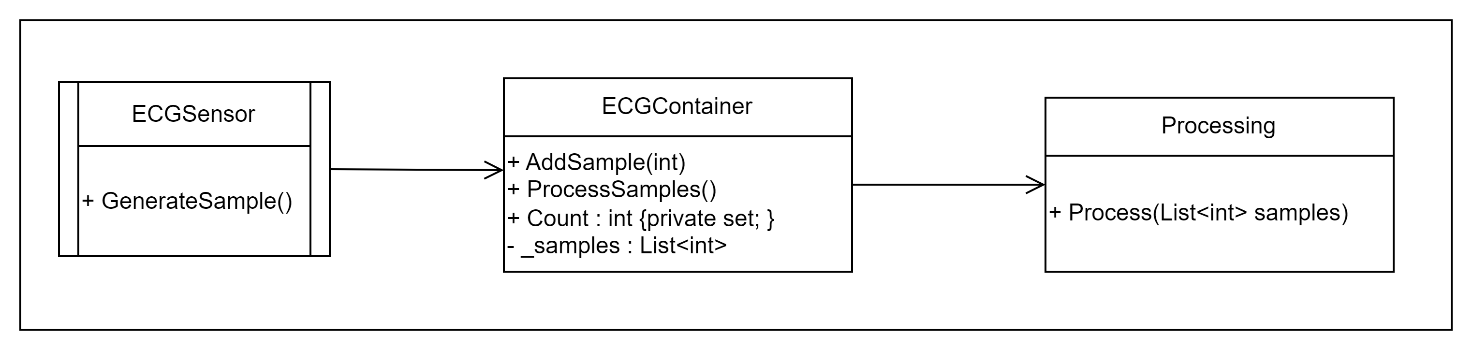 ECGSensor
+ GenerateSample()
ECGContainer
+ AddSample(int)
+ ProcessSamples()
+ Count : int {private set; }
- _samples : List<int>
Processing
+ Process(List<int> samples)